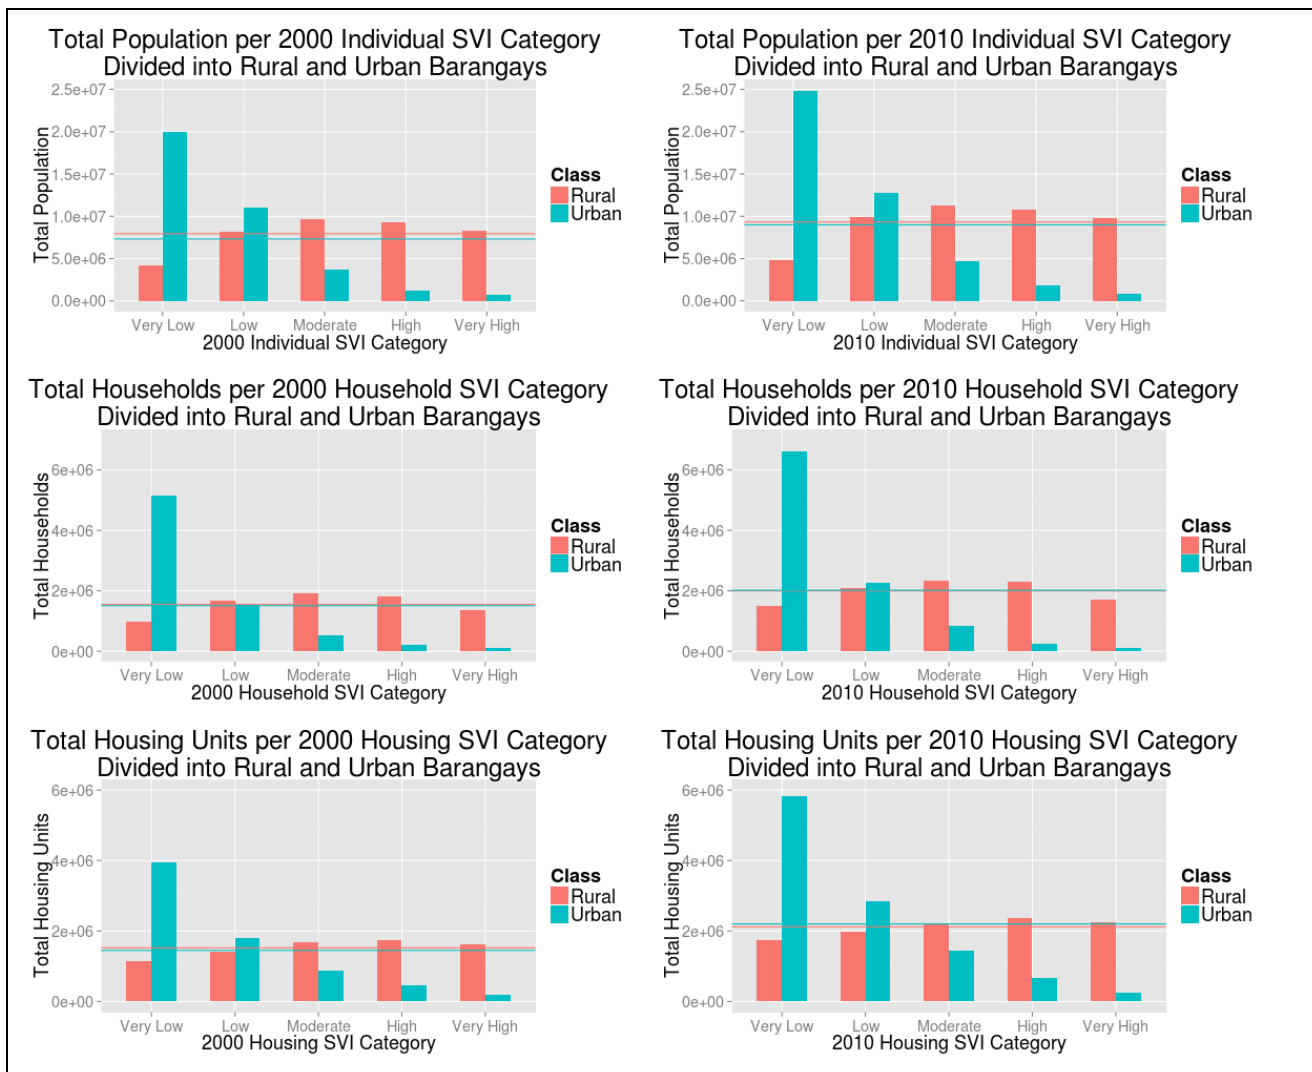 Total Population per 2000 Individual SVI Category
Divided into Rural and Urban Barangays
Total Population
2.5e+07
2.0e+07
1.5e+07
1.0e+07
5.0e+06
0.0e+00
Very Low Low Moderate High Very High
2000 Individual SVI Category
Class
Rural
Urban
Total Population per 2010 Individual SVI Category
Divided into Rural and Urban Barangays
Total Population
2.5e+07
2.0e+07
1.5e+07
1.0e+07
5.0e+06
0.0e+00
Very Low Low Moderate High Very High
2010 Individual SVI Category
Class
Rural
Urban
Total Households per 2000 Household SVI Category
Divided into Rural and Urban Barangays
Total Households
6e+06
4e+06
2e+06
0e+00
Very Low Low Moderate High Very High
2000 Household SVI Category
Class
Rural
Urban
Total Households per 2010 Household SVI Category
Divided into Rural and Urban Barangays
Total Households
6e+06
4e+06
2e+06
0e+00
Very Low Low Moderate High Very High
2010 Household SVI Category
Class
Rural
Urban
Total Housing Units per 2000 Housing SVI Category
Divided into Rural and Urban Barangays
Total Housing Units
6e+06
4e+06
2e+06
0e+00
Very Low Low Moderate High Very High
2000 Housing SVI Category
Class
Rural
Urban
Total Housing Units per 2010 Housing SVI Category
Divided into Rural and Urban Barangays
Total Housing Units
6e+06
4e+06
2e+06
0e+00
Very Low Low Moderate High Very High
2010 Housing SVI Category
Class
Rural
Urban